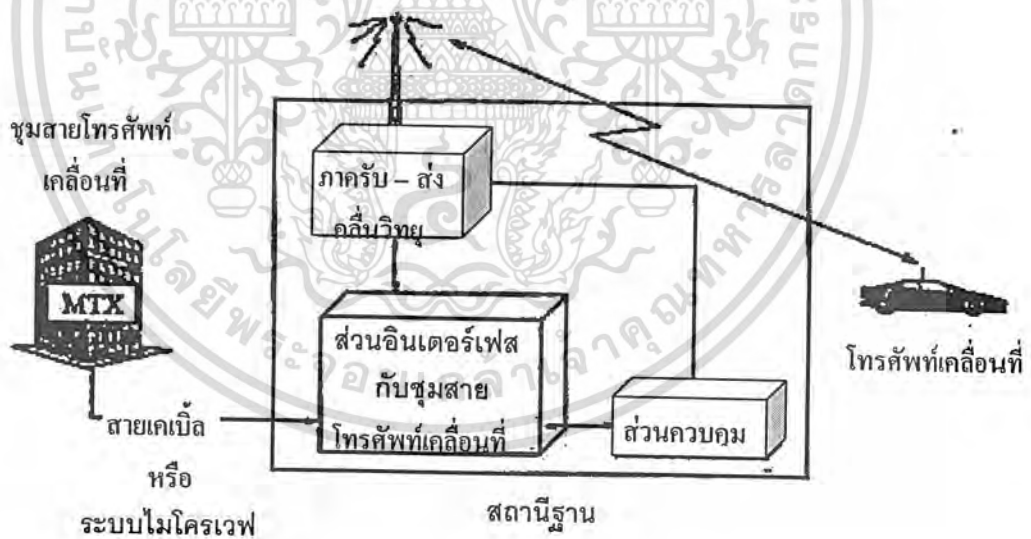 ชุมสายโทรศัพท์
เคลื่อนที่
MTX
สายเคเบิ้ล
หรือ
ระบบไมโครเวฟ
ภาครับ – ส่ง
คลื่นวิทยุ
ส่วนอินเตอร์เฟส
กับชุมสาย
โทรศัพท์เคลื่อนที่
ส่วนควบคุม
สถานีฐาน
โทรศัพท์เคลื่อนที่